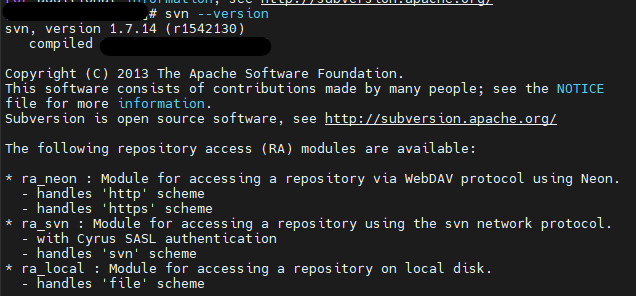 For additional information, see http://subversion.apache.org/
]# svn --version
svn, version 1.7.14 (r1542130)
   compiled

Copyright (C) 2013 The Apache Software Foundation.
This software consists of contributions made by many people; see the NOTICE
file for more information.
Subversion is open source software, see http://subversion.apache.org/

The following repository access (RA) modules are available:

* ra_neon : Module for accessing a repository via WebDAV protocol using Neon.
  - handles 'http' scheme
  - handles 'https' scheme
* ra_svn : Module for accessing a repository using the svn network protocol.
  - with Cyrus SASL authentication
  - handles 'svn' scheme
* ra_local : Module for accessing a repository on local disk.
  - handles 'file' scheme